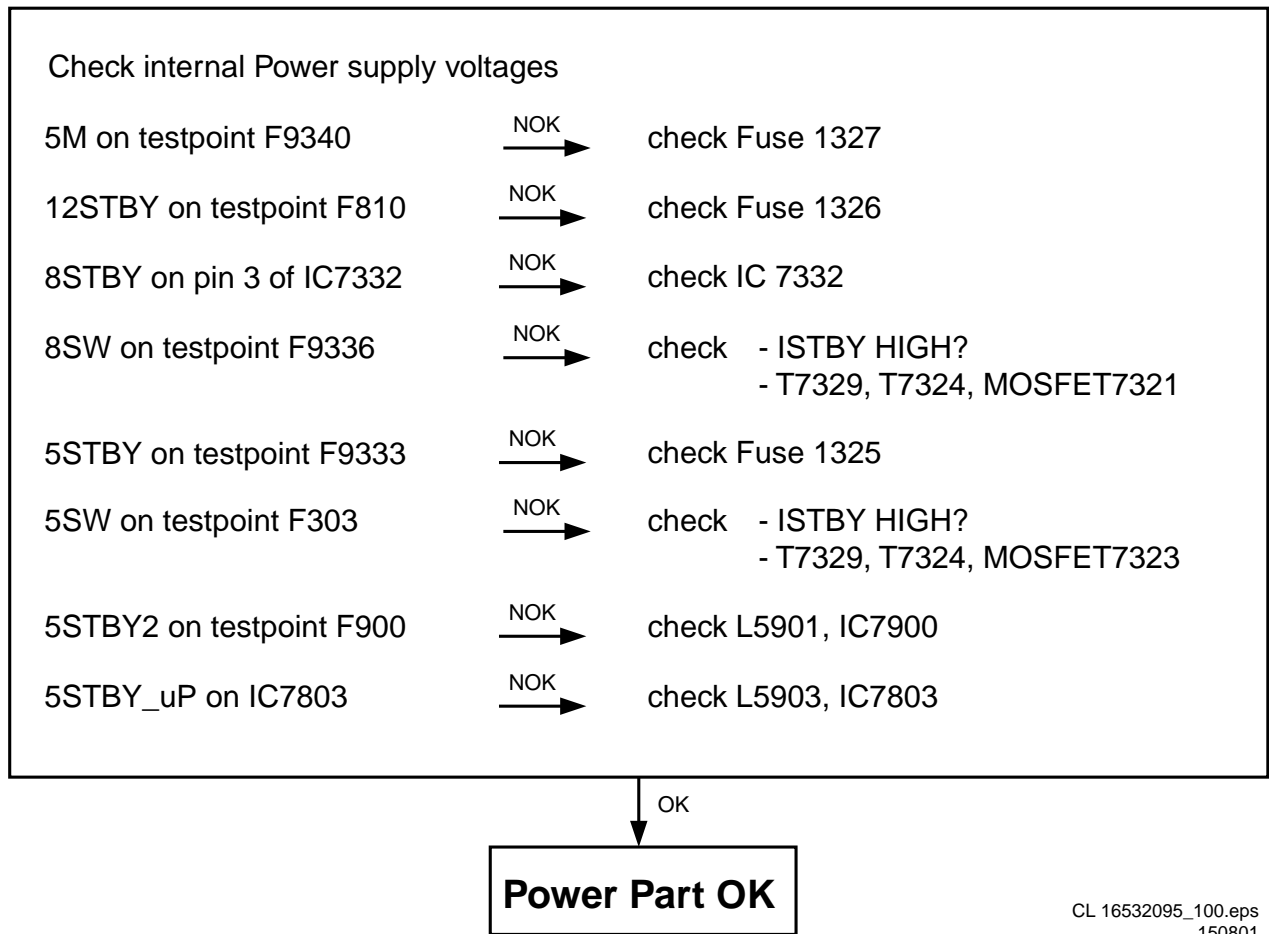 Check internal Power supply voltages
5M on testpoint F9340 NOK check Fuse 1327
12STBY on testpoint F810 NOK check Fuse 1326
8STBY on pin 3 of IC7332 NOK check IC 7332
8SW on testpoint F9336 NOK check - ISTBY HIGH?
- T7329, T7324, MOSFET7321
5STBY on testpoint F9333 NOK check Fuse 1325
5SW on testpoint F303 NOK check - ISTBY HIGH?
- T7329, T7324, MOSFET7323
5STBY2 on testpoint F900 NOK check L5901, IC7900
5STBY_uP on IC7803 NOK check L5903, IC7803
OK
Power Part OK
CL 16532095_100.eps
150801